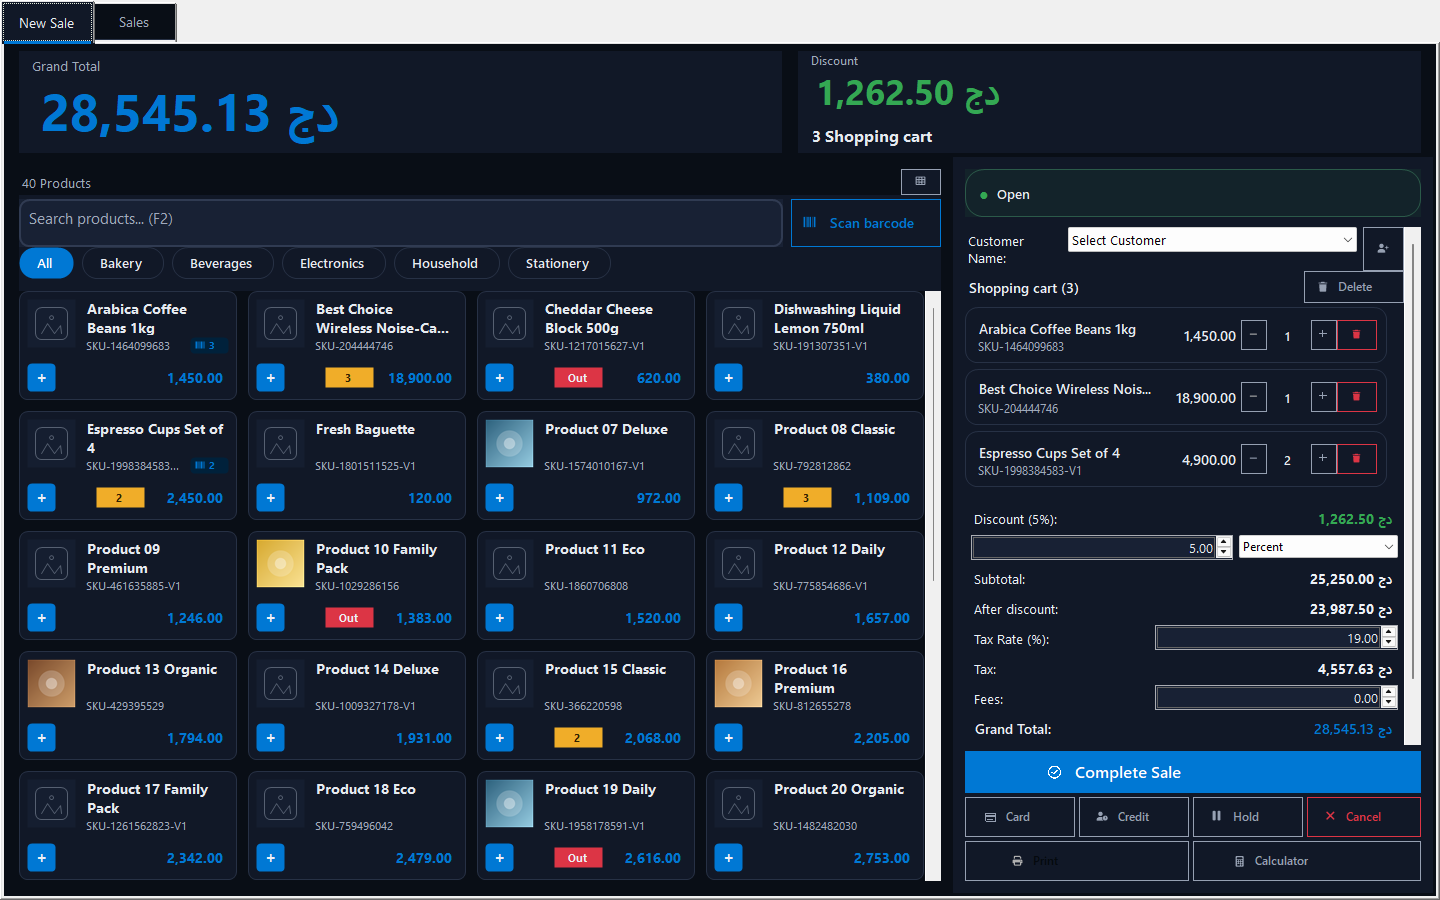 New Sale
Sales
Grand Total
28,545.13 دج
Discount
1,262.50 دج
3 Shopping cart
40 Products
Search products... (F2)
Scan barcode
All
Bakery
Beverages
Electronics
Household
Stationery
Arabica Coffee
Beans 1kg
SKU-1464099683
3
+
1,450.00
Best Choice
Wireless Noise-Ca...
SKU-204444746
+
3
18,900.00
Cheddar Cheese
Block 500g
SKU-1217015627-V1
+
Out
620.00
Dishwashing Liquid
Lemon 750ml
SKU-191307351-V1
+
380.00
Espresso Cups Set of
4
SKU-1998384583...
2
+
2
2,450.00
Fresh Baguette
SKU-1801511525-V1
+
120.00
Product 07 Deluxe
SKU-1574010167-V1
+
972.00
Product 08 Classic
SKU-792812862
+
3
1,109.00
Product 09
Premium
SKU-461635885-V1
+
1,246.00
Product 10 Family
Pack
SKU-1029286156
+
Out
1,383.00
Product 11 Eco
SKU-1860706808
+
1,520.00
Product 12 Daily
SKU-775854686-V1
+
1,657.00
Product 13 Organic
SKU-429395529
+
1,794.00
Product 14 Deluxe
SKU-1009327178-V1
+
1,931.00
Product 15 Classic
SKU-366220598
+
2
2,068.00
Product 16
Premium
SKU-812655278
+
2,205.00
Product 17 Family
Pack
SKU-1261562823-V1
+
2,342.00
Product 18 Eco
SKU-759496042
+
2,479.00
Product 19 Daily
SKU-1958178591-V1
+
Out
2,616.00
Product 20 Organic
SKU-1482482030
+
2,753.00
Open
Customer
Name:
Select Customer
Shopping cart (3)
Delete
Arabica Coffee Beans 1kg
SKU-1464099683
1,450.00
−
1
+
Best Choice Wireless Nois...
SKU-204444746
18,900.00
−
1
+
Espresso Cups Set of 4
SKU-1998384583-V1
4,900.00
−
2
+
Discount (5%):
1,262.50 دج
5.00
Percent
Subtotal:
25,250.00 دج
After discount:
23,987.50 دج
Tax Rate (%):
19.00
Tax:
4,557.63 دج
Fees:
0.00
Grand Total:
28,545.13 دج
Complete Sale
Card
Credit
Hold
Cancel
Print
Calculator